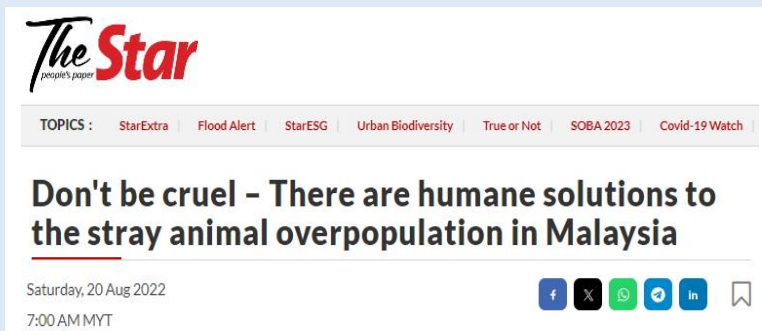 The Star
people's paper
TOPICS : StarExtra Flood Alert StarESG Urban Biodiversity True or Not SOBA 2023 Covid-19 Watch
Don't be cruel – There are humane solutions to
the stray animal overpopulation in Malaysia
Saturday, 20 Aug 2022
7:00 AM MYT